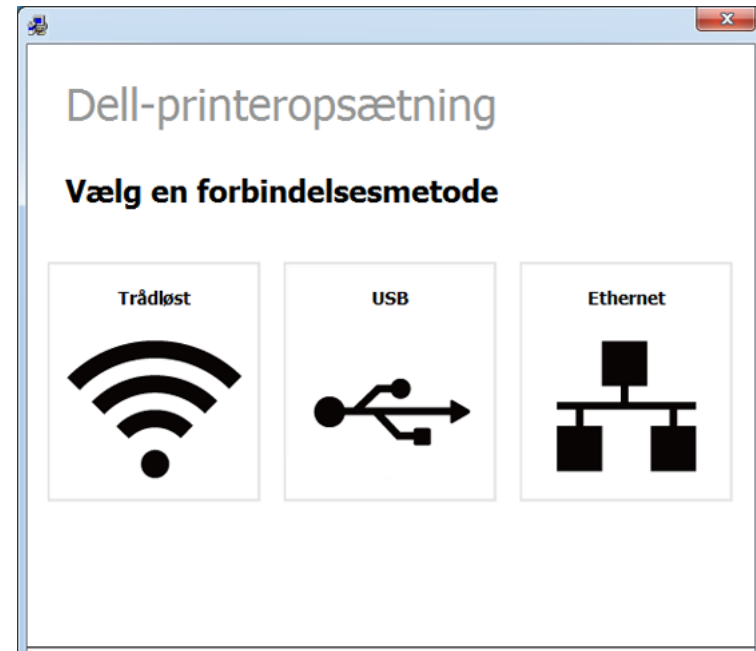 Dell-printeropsætning
Vælg en forbindelsesmetode
Trådløst
USB
Ethernet